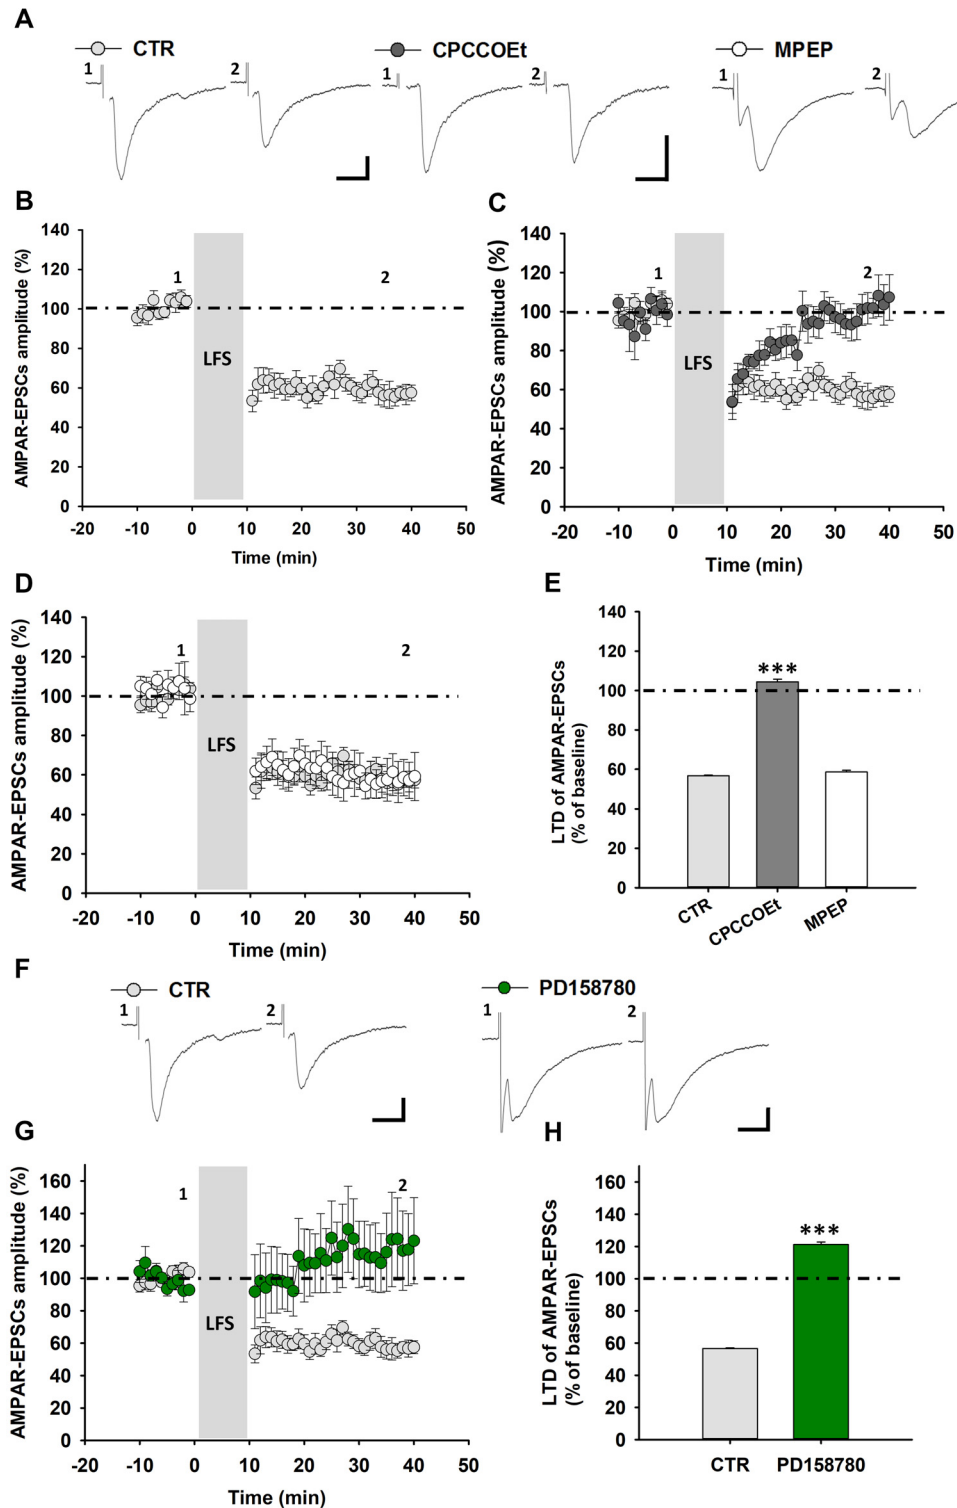 A
CTR CPCCOEt MPEP
1 2 1 2 1 2
B
AMPAR-EPSCs amplitude (%)
140
120
100
80
60
40
20
0
1 2
LFS
-20 -10 0 10 20 30 40 50
Time (min)
C
AMPAR-EPSCs amplitude (%)
140
120
100
80
60
40
20
0
1 2
LFS
-20 -10 0 10 20 30 40 50
Time (min)
D
AMPAR-EPSCs amplitude (%)
140
120
100
80
60
40
20
0
1 2
LFS
-20 -10 0 10 20 30 40 50
Time (min)
E
LTD of AMPAR-EPSCs
(% of baseline)
140
120
100
80
60
40
20
0
***
CTR CPCCOEt MPEP
F
CTR PD158780
1 2 1 2
G
AMPAR-EPSCs amplitude (%)
160
140
120
100
80
60
40
20
0
1 2
LFS
-20 -10 0 10 20 30 40 50
Time (min)
H
LTD of AMPAR-EPSCs
(% of baseline)
160
140
120
100
80
60
40
20
0
***
CTR PD158780